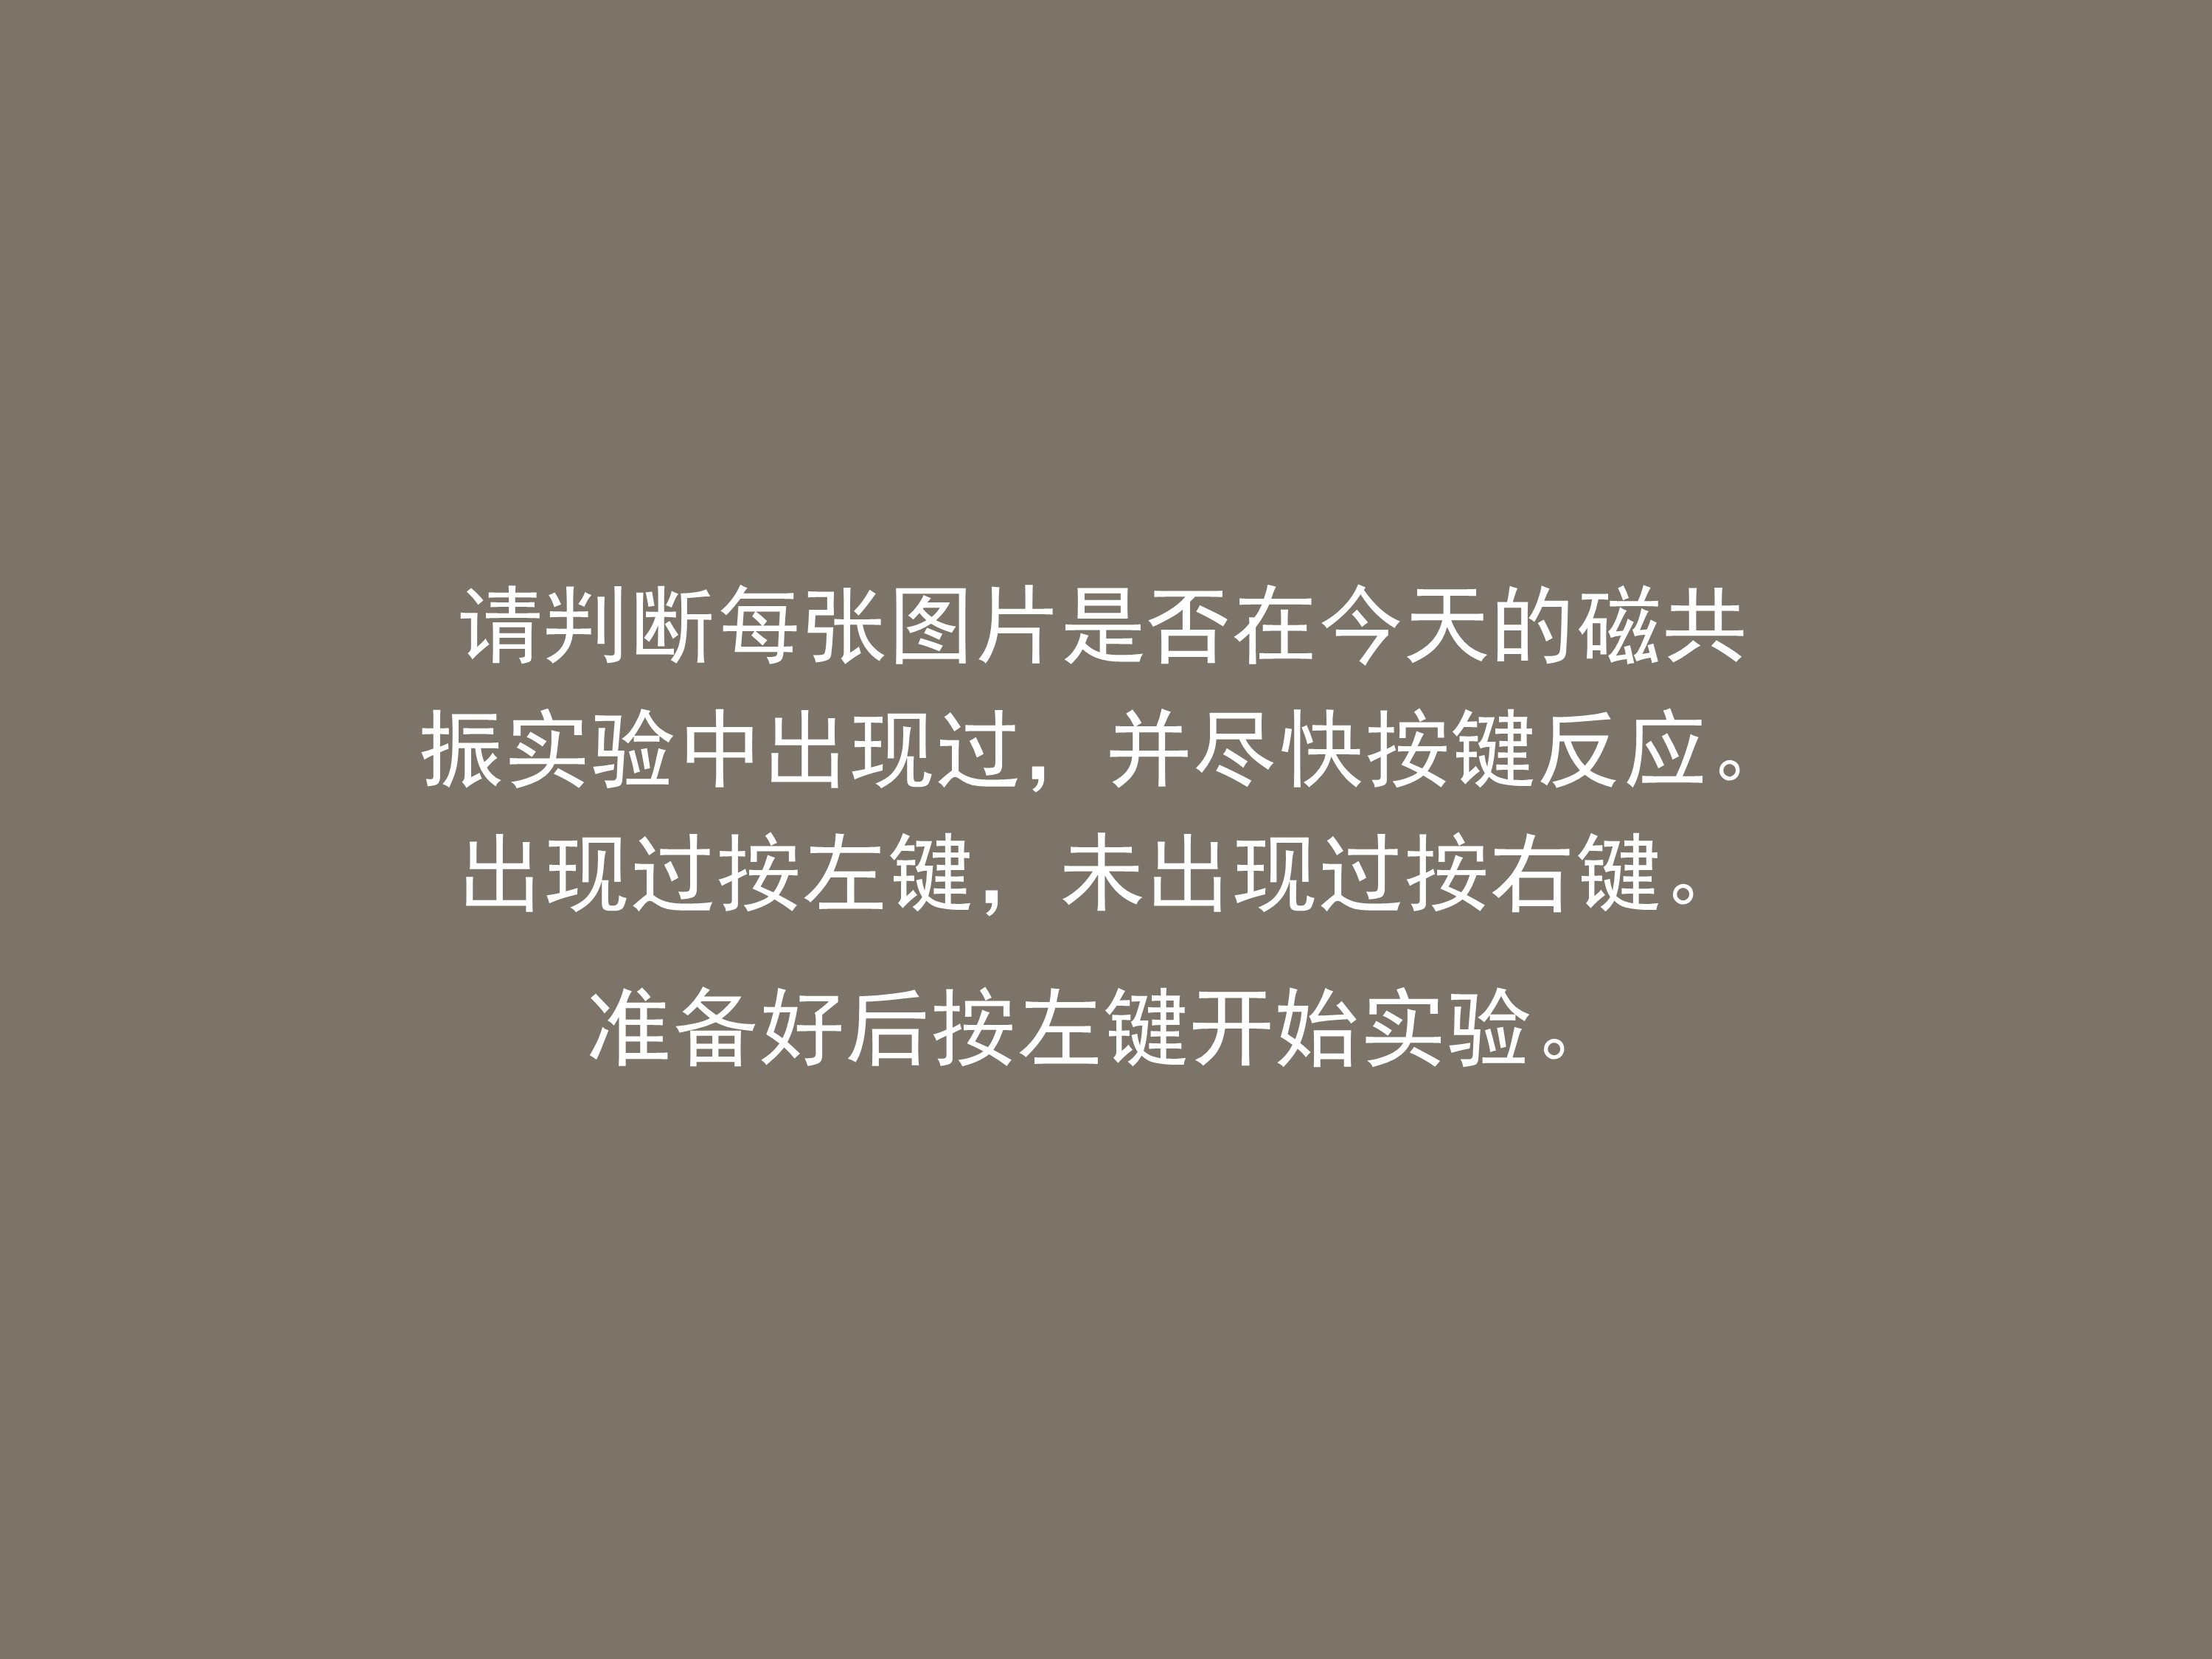 请判断每张图片是否在今天的磁共
振实验中出现过，并尽快按键反应。
出现过按左键，未出现过按右键。
准备好后按左键开始实验。